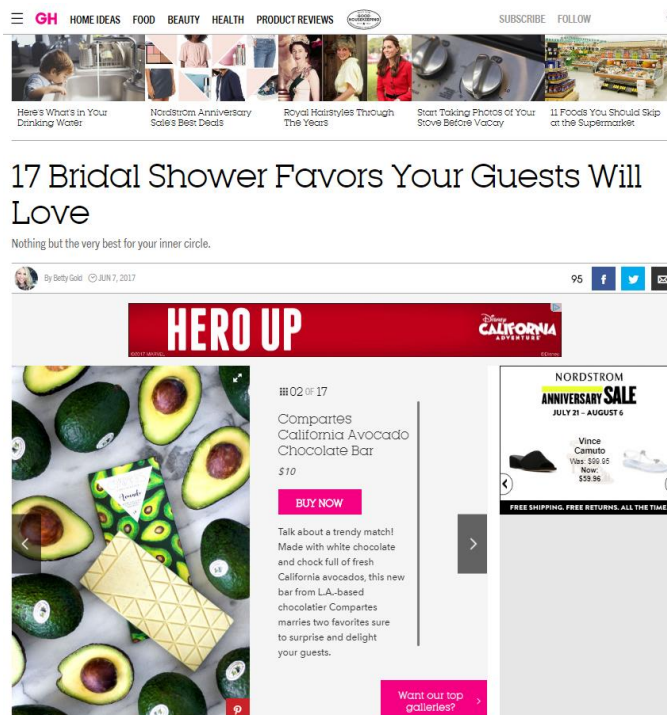 GH HOME IDEAS FOOD BEAUTY HEALTH PRODUCT REVIEWS GOOD HOUSEKEEPING SUBSCRIBE FOLLOW
Here's What's in Your
Drinking Water
Nordstrom Anniversary
Sale's Best Deals
Royal Hairstyles Through
The Years
Start Taking Photos of Your
Stove Before Vacay
11 Foods You Should Skip
at the Supermarket
17 Bridal Shower Favors Your Guests Will
Love
Nothing but the very best for your inner circle.
By Betty Gold JUN 7, 2017
95
HERO UP
Disney
CALIFORNIA
ADVENTURE
©2017 MARVEL
©Disney
02 OF 17
Compartes
California Avocado
Chocolate Bar
$10
BUY NOW
Talk about a trendy match!
Made with white chocolate
and chock full of fresh
California avocados, this new
bar from L.A.-based
chocolatier Compartes
marries two favorites sure
to surprise and delight
your guests.
Want our top
galleries?
NORDSTROM
ANNIVERSARY SALE
JULY 21 – AUGUST 6
Vince
Camuto
Was: $99.95
Now:
$59.96
FREE SHIPPING. FREE RETURNS. ALL THE TIME